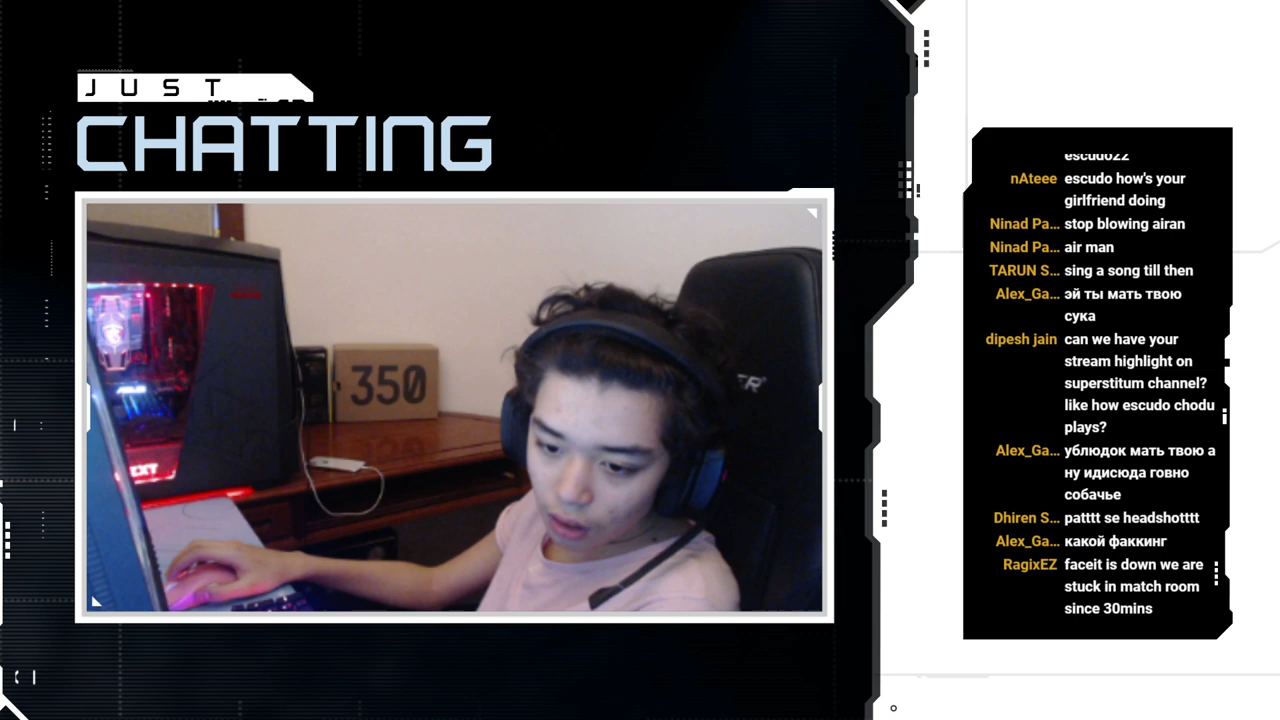 JUST
CHATTING
350
ASUS
escudo22
nAteee escudo how's your
girlfriend doing
Ninad Pa... stop blowing airan
Ninad Pa... air man
TARUN S... sing a song till then
Alex_Ga... эй ты мать твою
сука
dipesh jain can we have your
stream highlight on
superstitum channel?
like how escudo chodu
plays?
Alex_Ga... ублюдок мать твою а
ну идисюда говно
собачье
Dhiren S... patttt se headshotttt
Alex_Ga... какой факкинг
RagixEZ faceit is down we are
stuck in match room
since 30mins